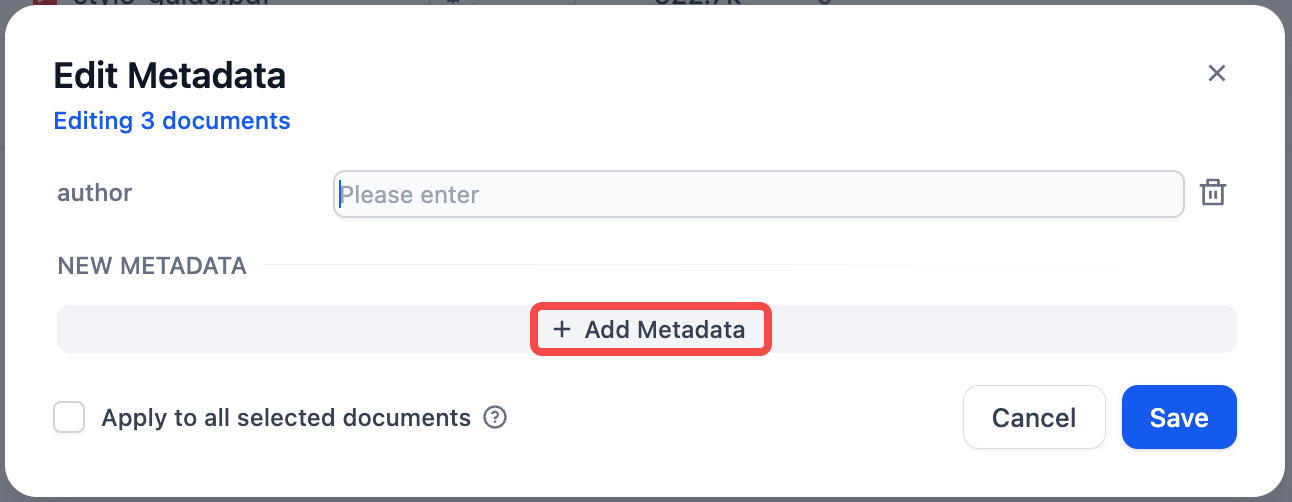 Edit Metadata
Editing 3 documents
author
Please enter
NEW METADATA
+ Add Metadata
Apply to all selected documents
Cancel
Save